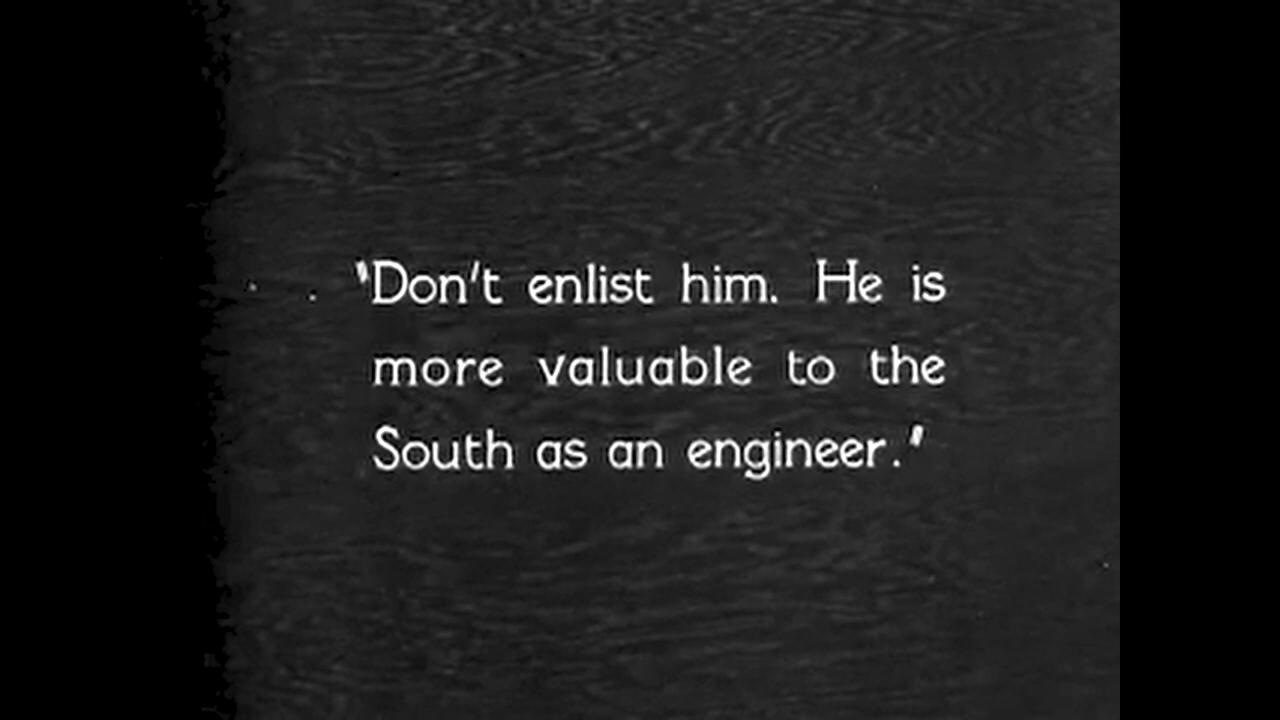 "Don't enlist him. He is
more valuable to the
South as an engineer."